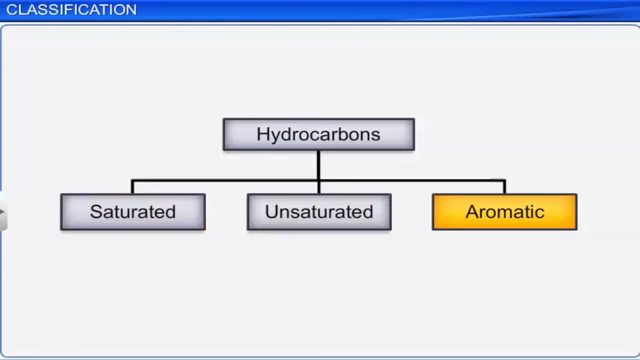 CLASSIFICATION
Hydrocarbons
Saturated
Unsaturated
Aromatic